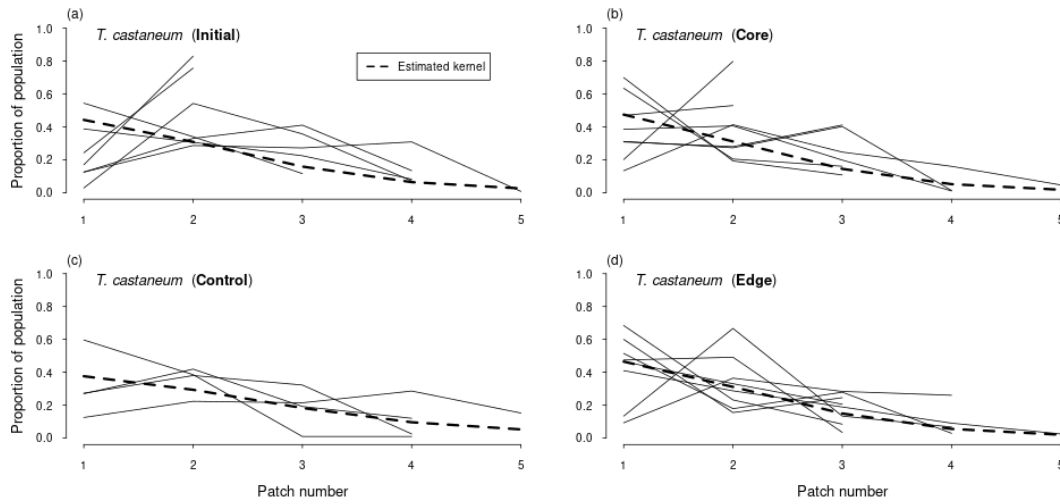 (a)
T. castaneum (Initial)
Estimated kernel
Proportion of population
1.0
0.8
0.6
0.4
0.2
0.0
1 2 3 4 5
(b)
T. castaneum (Core)
1.0
0.8
0.6
0.4
0.2
0.0
1 2 3 4 5
(c)
T. castaneum (Control)
Proportion of population
1.0
0.8
0.6
0.4
0.2
0.0
1 2 3 4 5
Patch number
(d)
T. castaneum (Edge)
1.0
0.8
0.6
0.4
0.2
0.0
1 2 3 4 5
Patch number